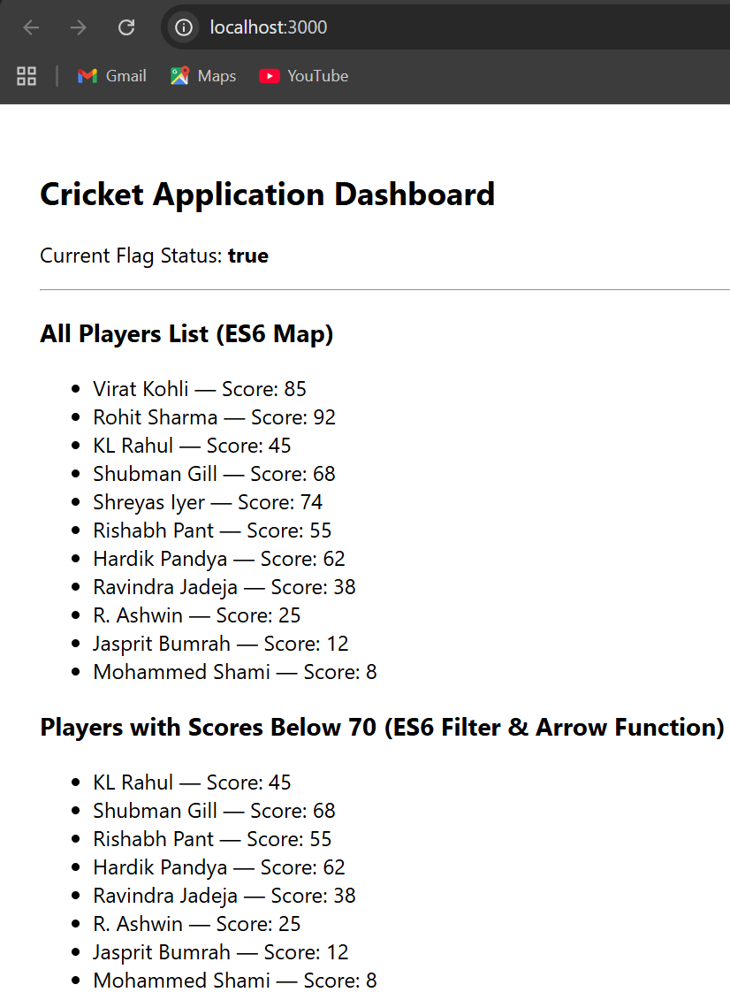 localhost:3000
Gmail Maps YouTube
Cricket Application Dashboard
Current Flag Status: true
All Players List (ES6 Map)
• Virat Kohli — Score: 85
• Rohit Sharma — Score: 92
• KL Rahul — Score: 45
• Shubman Gill — Score: 68
• Shreyas Iyer — Score: 74
• Rishabh Pant — Score: 55
• Hardik Pandya — Score: 62
• Ravindra Jadeja — Score: 38
• R. Ashwin — Score: 25
• Jasprit Bumrah — Score: 12
• Mohammed Shami — Score: 8
Players with Scores Below 70 (ES6 Filter & Arrow Function)
• KL Rahul — Score: 45
• Shubman Gill — Score: 68
• Rishabh Pant — Score: 55
• Hardik Pandya — Score: 62
• Ravindra Jadeja — Score: 38
• R. Ashwin — Score: 25
• Jasprit Bumrah — Score: 12
• Mohammed Shami — Score: 8